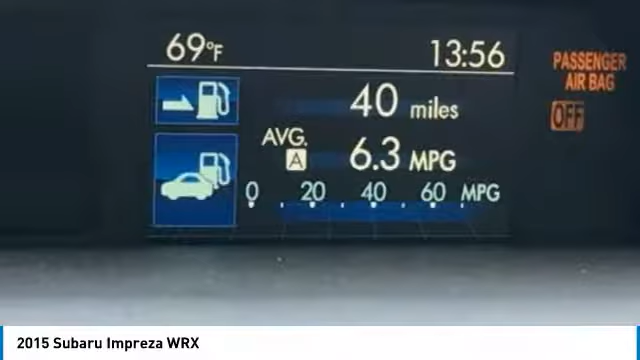 69°F 13:56
PASSENGER
AIR BAG
OFF
40 miles
AVG.
A 6.3 MPG
0 20 40 60 MPG
2015 Subaru Impreza WRX